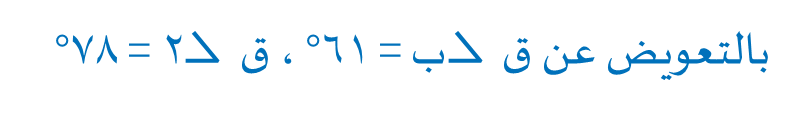 بالتعويض عن ق ∠ب = ٦١° ، ق ∠٢ = ٧٨°